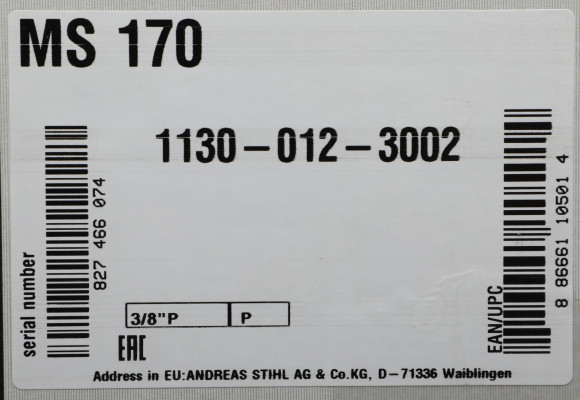 MS 170
1130-012-3002
serial number
827 466 074
EAN/UPC
8 86661 10501 4
3/8"P
P
EAC
Address in EU:ANDREAS STIHL AG & Co.KG, D-71336 Waiblingen